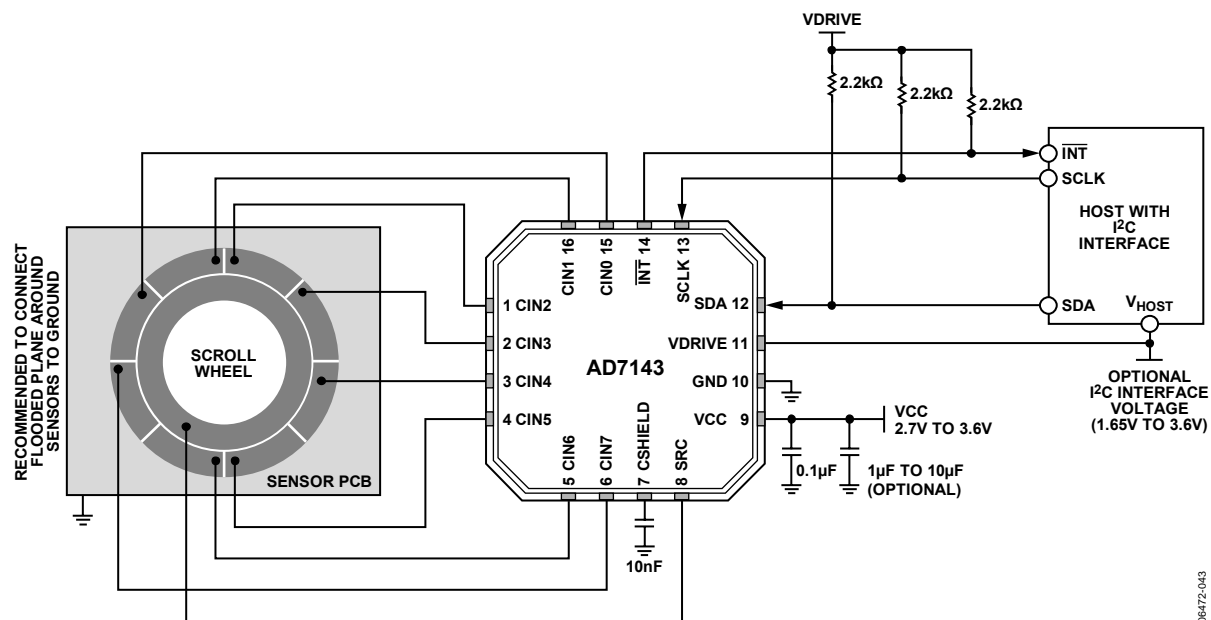 VDRIVE
2.2kΩ
2.2kΩ
2.2kΩ
INT
SCLK
HOST WITH
I2C
INTERFACE
SDA
VHOST
OPTIONAL
I2C INTERFACE
VOLTAGE
(1.65V TO 3.6V)
RECOMMENDED TO CONNECT
FLOODED PLANE AROUND
SENSORS TO GROUND
SCROLL
WHEEL
SENSOR PCB
CIN1 16
CIN0 15
INT 14
SCLK 13
1 CIN2
2 CIN3
3 CIN4
4 CIN5
AD7143
SDA 12
VDRIVE 11
GND 10
VCC 9
5 CIN6
6 CIN7
7 CSHIELD
8 SRC
VCC
2.7V TO 3.6V
0.1µF
1µF TO 10µF
(OPTIONAL)
10nF
06472-043